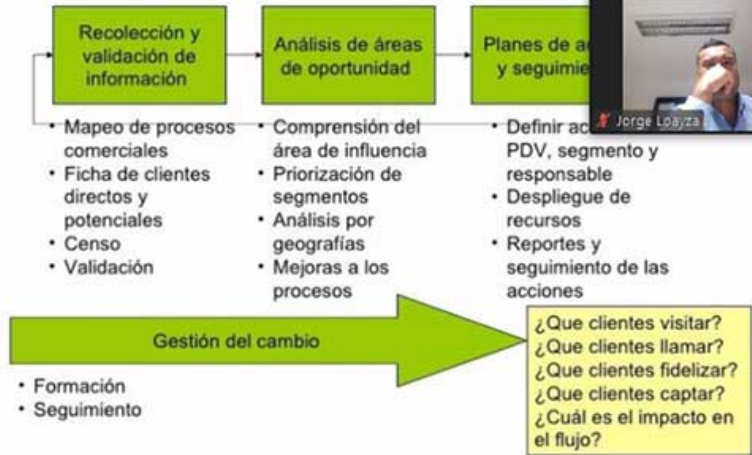 Recolección y
validación de
información
Análisis de áreas
de oportunidad
Planes de
y
Jorge Loayza
• Mapeo de procesos
comerciales
• Ficha de clientes
directos y
potenciales
• Censo
• Validación
• Comprensión del
área de influencia
• Priorización de
segmentos
• Análisis por
geografías
• Mejoras a los
procesos
• Definir
PDV, segmento y
responsable
• Despliegue de
recursos
• Reportes y
seguimiento de las
acciones
Gestión del cambio
• Formación
• Seguimiento
¿Que clientes visitar?
¿Que clientes llamar?
¿Que clientes fidelizar?
¿Que clientes captar?
¿Cuál es el impacto en
el flujo?